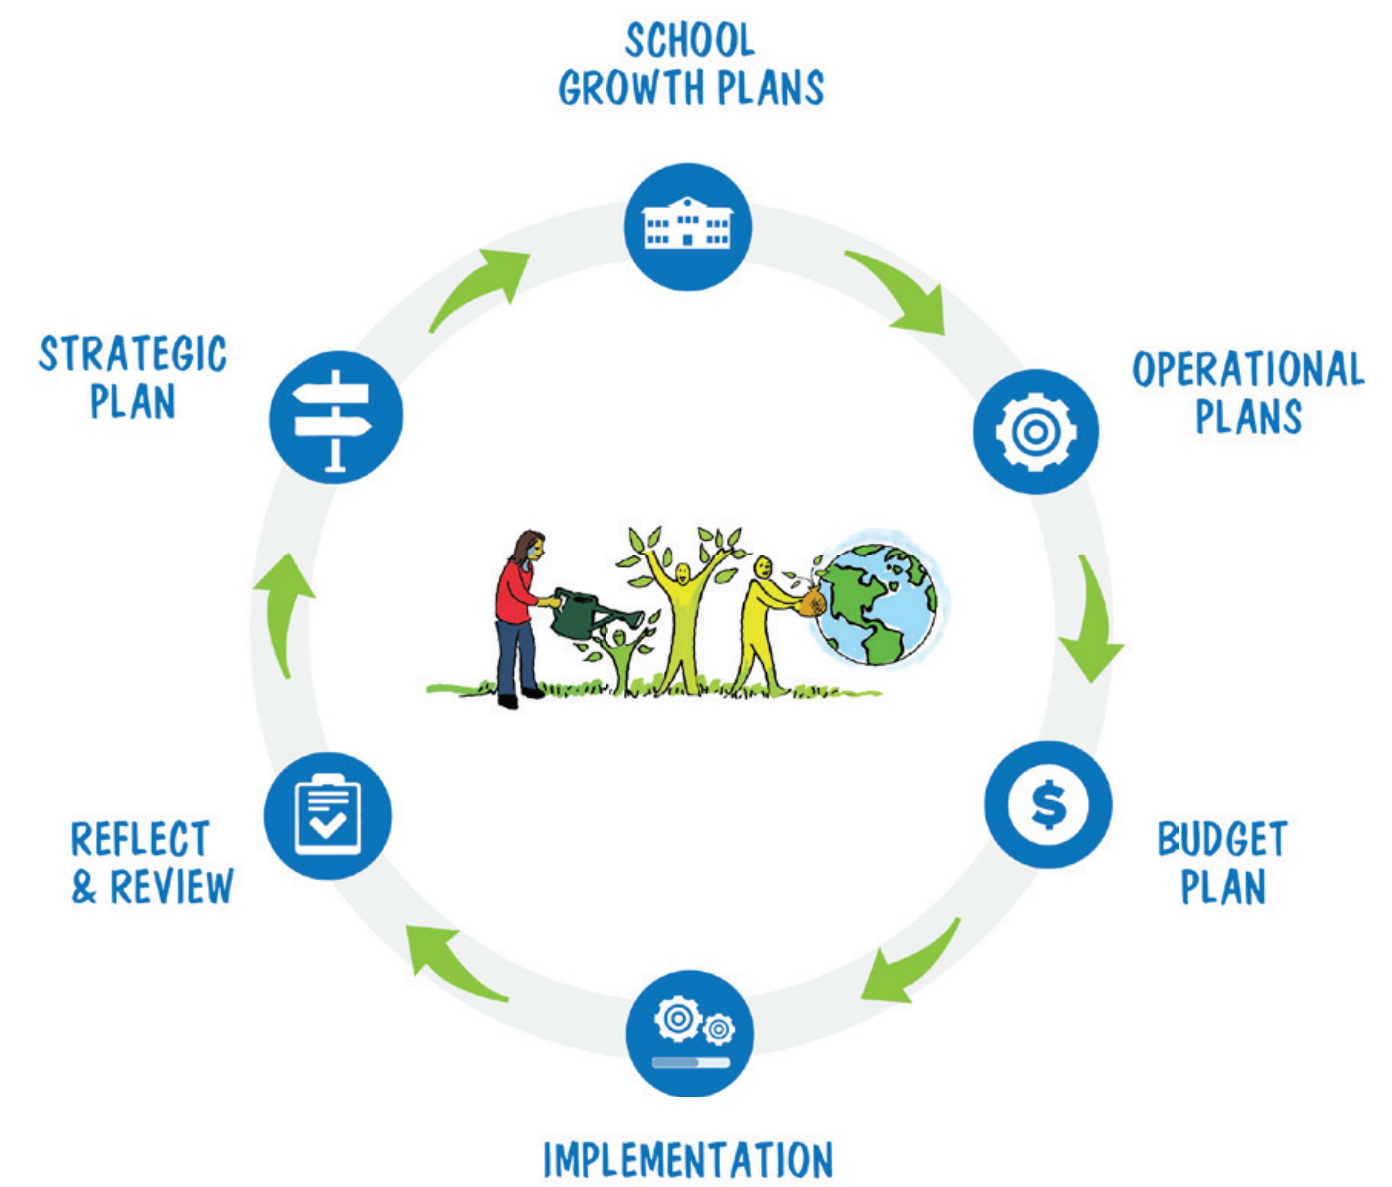 SCHOOL
GROWTH PLANS
STRATEGIC
PLAN
OPERATIONAL
PLANS
$
REFLECT
& REVIEW
BUDGET
PLAN
IMPLEMENTATION